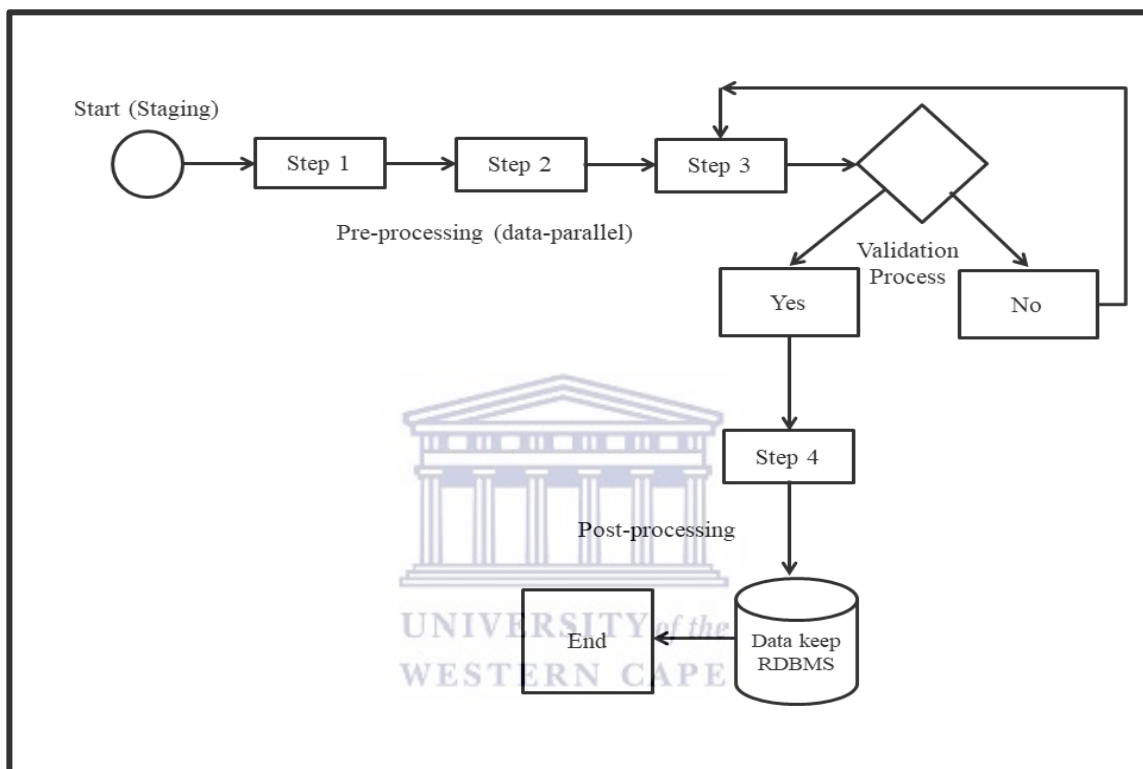 Start (Staging)
Step 1
Step 2
Step 3
Pre-processing (data-parallel)
Validation
Process
Yes
No
Step 4
Post-processing
Data keep
RDBMS
End
UNIVERSITY of the
WESTERN CAPE